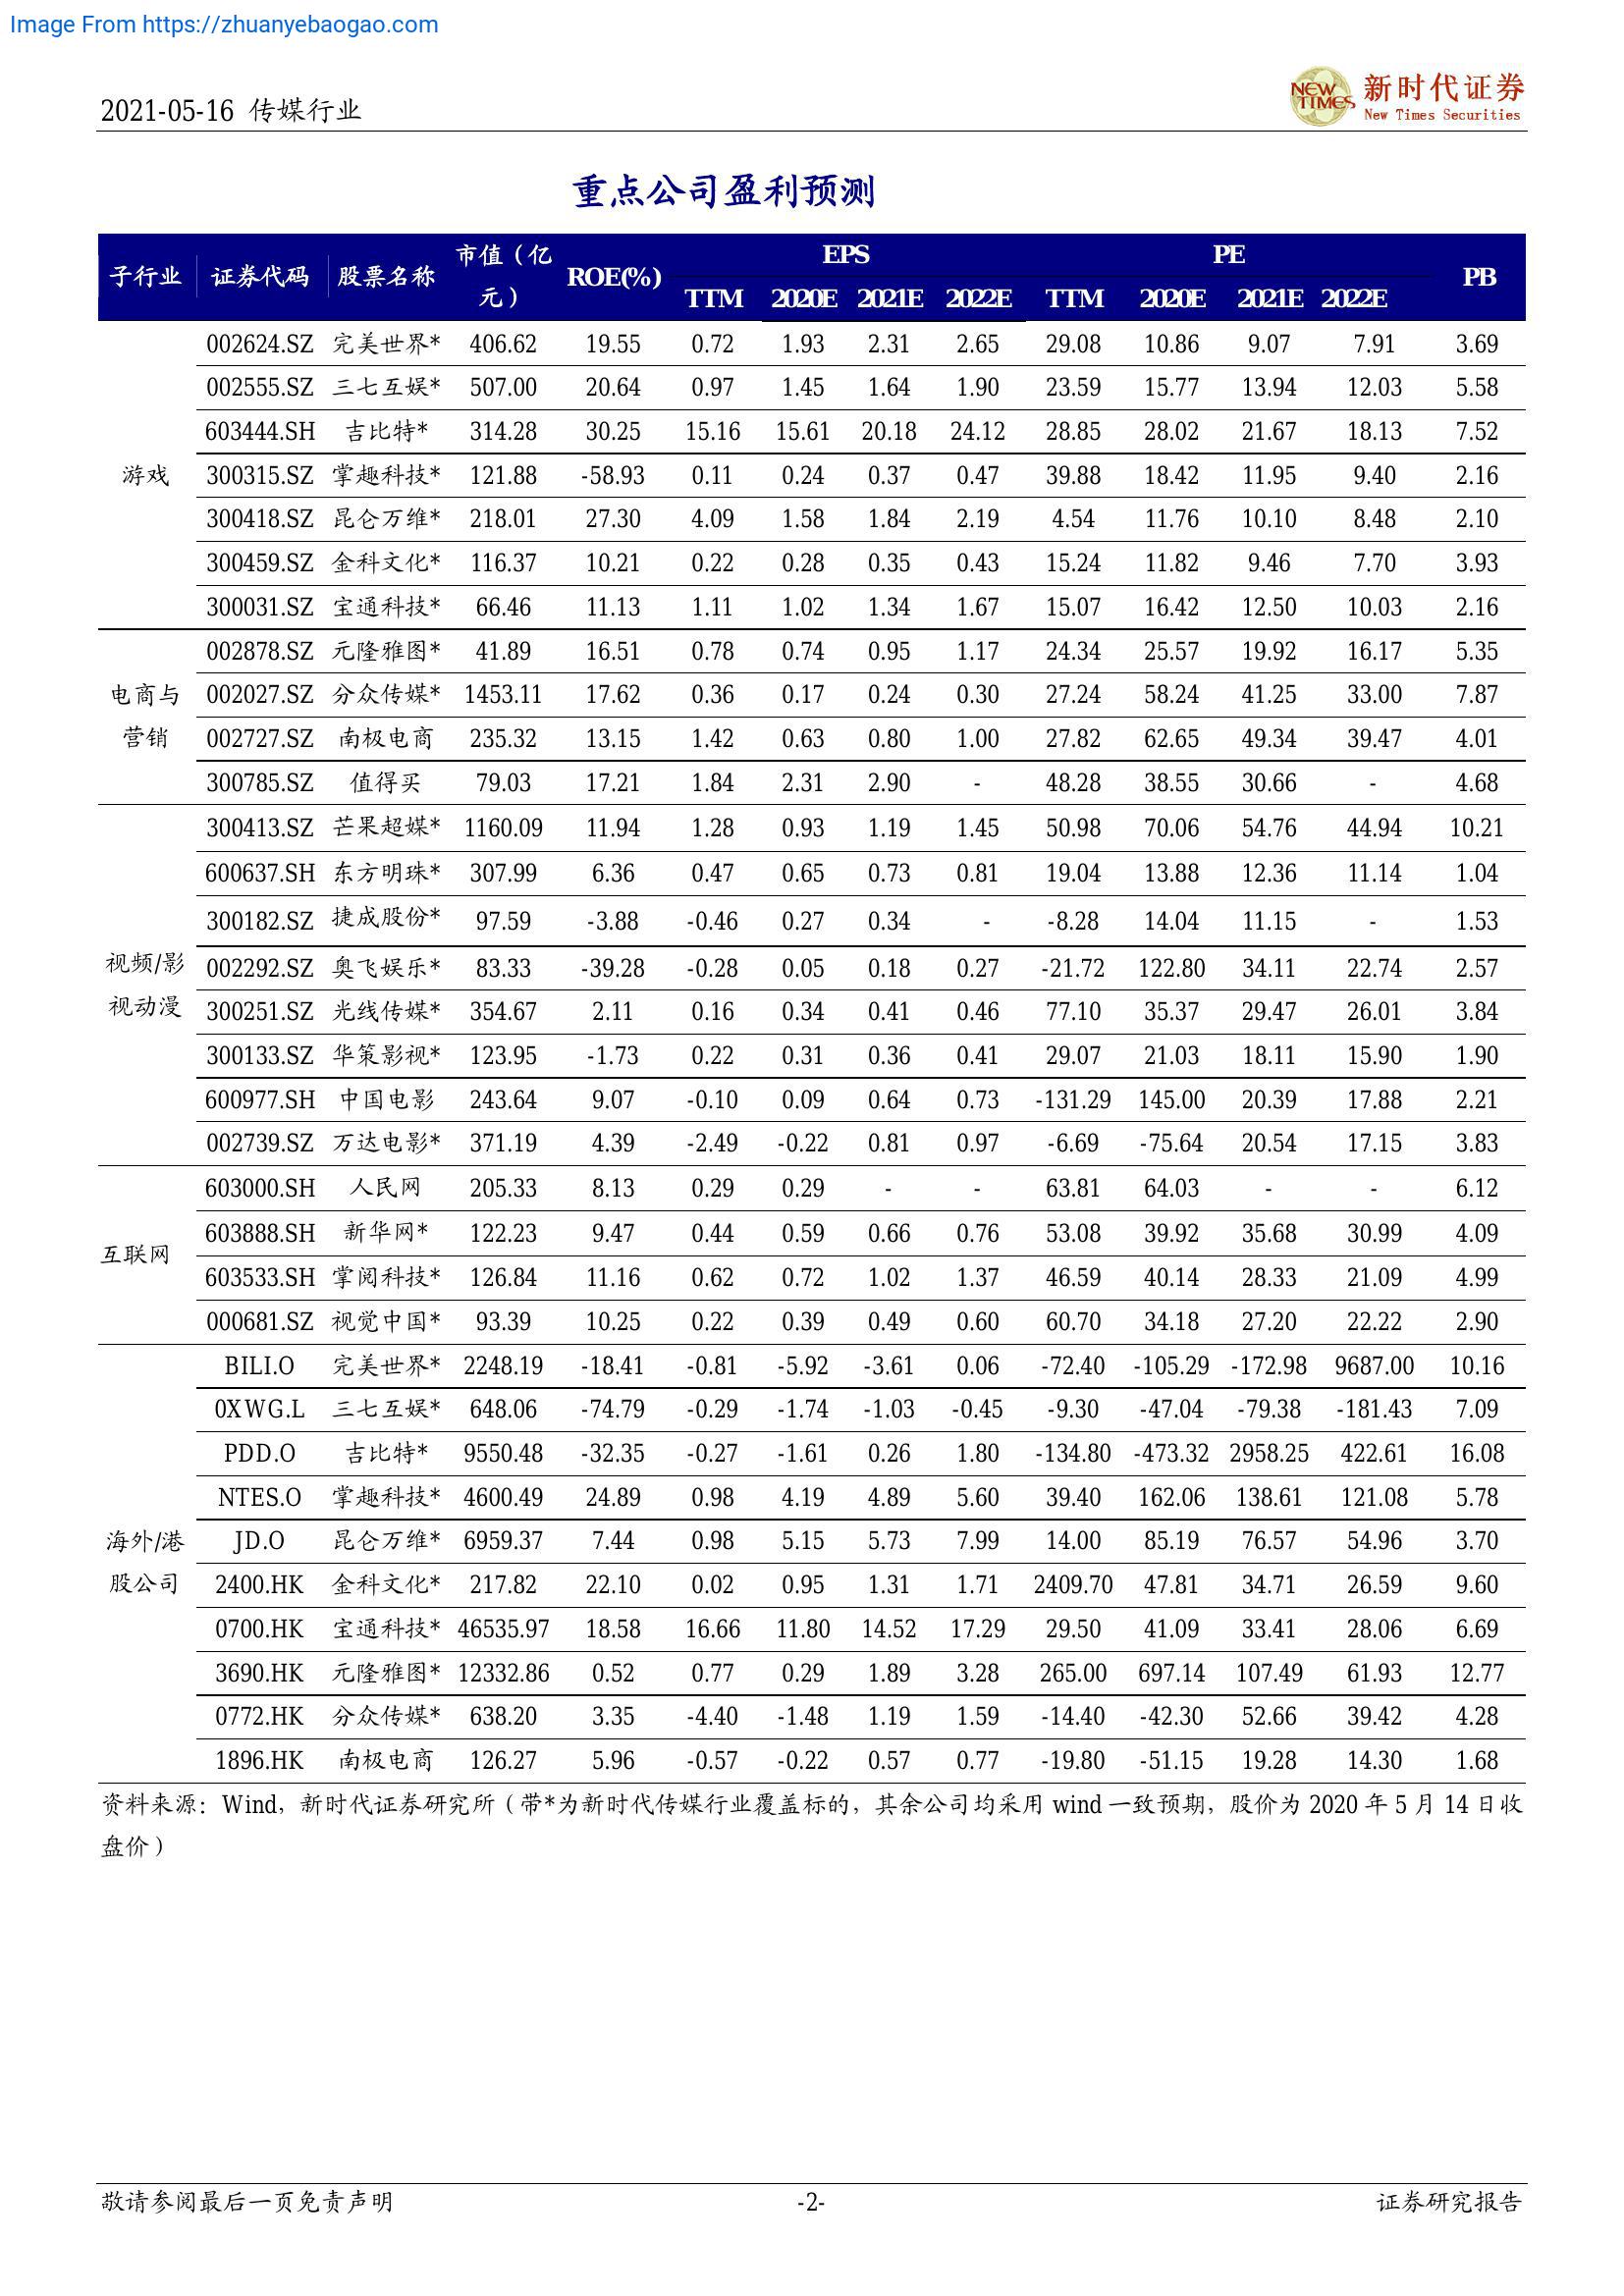 Image From https://zhuanyebaogao.com
2021-05-16 传媒行业
NEW TIMES 新时代证券
New Times Securities
重点公司盈利预测
子行业 证券代码 股票名称 市值（亿元） ROE(%) EPS PE PB
TTM 2020E 2021E 2022E TTM 2020E 2021E 2022E
游戏
002624.SZ 完美世界* 406.62 19.55 0.72 1.93 2.31 2.65 29.08 10.86 9.07 7.91 3.69
002555.SZ 三七互娱* 507.00 20.64 0.97 1.45 1.64 1.90 23.59 15.77 13.94 12.03 5.58
603444.SH 吉比特* 314.28 30.25 15.16 15.61 20.18 24.12 28.85 28.02 21.67 18.13 7.52
300315.SZ 掌趣科技* 121.88 -58.93 0.11 0.24 0.37 0.47 39.88 18.42 11.95 9.40 2.16
300418.SZ 昆仑万维* 218.01 27.30 4.09 1.58 1.84 2.19 4.54 11.76 10.10 8.48 2.10
300459.SZ 金科文化* 116.37 10.21 0.22 0.28 0.35 0.43 15.24 11.82 9.46 7.70 3.93
300031.SZ 宝通科技* 66.46 11.13 1.11 1.02 1.34 1.67 15.07 16.42 12.50 10.03 2.16
电商与营销
002878.SZ 元隆雅图* 41.89 16.51 0.78 0.74 0.95 1.17 24.34 25.57 19.92 16.17 5.35
002027.SZ 分众传媒* 1453.11 17.62 0.36 0.17 0.24 0.30 27.24 58.24 41.25 33.00 7.87
002727.SZ 南极电商 235.32 13.15 1.42 0.63 0.80 1.00 27.82 62.65 49.34 39.47 4.01
300785.SZ 值得买 79.03 17.21 1.84 2.31 2.90 - 48.28 38.55 30.66 - 4.68
视频/影视动漫
300413.SZ 芒果超媒* 1160.09 11.94 1.28 0.93 1.19 1.45 50.98 70.06 54.76 44.94 10.21
600637.SH 东方明珠* 307.99 6.36 0.47 0.65 0.73 0.81 19.04 13.88 12.36 11.14 1.04
300182.SZ 捷成股份* 97.59 -3.88 -0.46 0.27 0.34 - -8.28 14.04 11.15 - 1.53
002292.SZ 奥飞娱乐* 83.33 -39.28 -0.28 0.05 0.18 0.27 -21.72 122.80 34.11 22.74 2.57
300251.SZ 光线传媒* 354.67 2.11 0.16 0.34 0.41 0.46 77.10 35.37 29.47 26.01 3.84
300133.SZ 华策影视* 123.95 -1.73 0.22 0.31 0.36 0.41 29.07 21.03 18.11 15.90 1.90
600977.SH 中国电影 243.64 9.07 -0.10 0.09 0.64 0.73 -131.29 145.00 20.39 17.88 2.21
002739.SZ 万达电影* 371.19 4.39 -2.49 -0.22 0.81 0.97 -6.69 -75.64 20.54 17.15 3.83
互联网
603000.SH 人民网 205.33 8.13 0.29 0.29 - - 63.81 64.03 - - 6.12
603888.SH 新华网* 122.23 9.47 0.44 0.59 0.66 0.76 53.08 39.92 35.68 30.99 4.09
603533.SH 掌阅科技* 126.84 11.16 0.62 0.72 1.02 1.37 46.59 40.14 28.33 21.09 4.99
000681.SZ 视觉中国* 93.39 10.25 0.22 0.39 0.49 0.60 60.70 34.18 27.20 22.22 2.90
海外/港股公司
BILI.O 完美世界* 2248.19 -18.41 -0.81 -5.92 -3.61 0.06 -72.40 -105.29 -172.98 9687.00 10.16
0XWG.L 三七互娱* 648.06 -74.79 -0.29 -1.74 -1.03 -0.45 -9.30 -47.04 -79.38 -181.43 7.09
PDD.O 吉比特* 9550.48 -32.35 -0.27 -1.61 0.26 1.80 -134.80 -473.32 2958.25 422.61 16.08
NTES.O 掌趣科技* 4600.49 24.89 0.98 4.19 4.89 5.60 39.40 162.06 138.61 121.08 5.78
JD.O 昆仑万维* 6959.37 7.44 0.98 5.15 5.73 7.99 14.00 85.19 76.57 54.96 3.70
2400.HK 金科文化* 217.82 22.10 0.02 0.95 1.31 1.71 2409.70 47.81 34.71 26.59 9.60
0700.HK 宝通科技* 46535.97 18.58 16.66 11.80 14.52 17.29 29.50 41.09 33.41 28.06 6.69
3690.HK 元隆雅图* 12332.86 0.52 0.77 0.29 1.89 3.28 265.00 697.14 107.49 61.93 12.77
0772.HK 分众传媒* 638.20 3.35 -4.40 -1.48 1.19 1.59 -14.40 -42.30 52.66 39.42 4.28
1896.HK 南极电商 126.27 5.96 -0.57 -0.22 0.57 0.77 -19.80 -51.15 19.28 14.30 1.68
资料来源：Wind，新时代证券研究所（带*为新时代传媒行业覆盖标的，其余公司均采用 wind 一致预期，股价为 2020 年 5 月 14 日收
盘价）
敬请参阅最后一页免责声明 -2- 证券研究报告